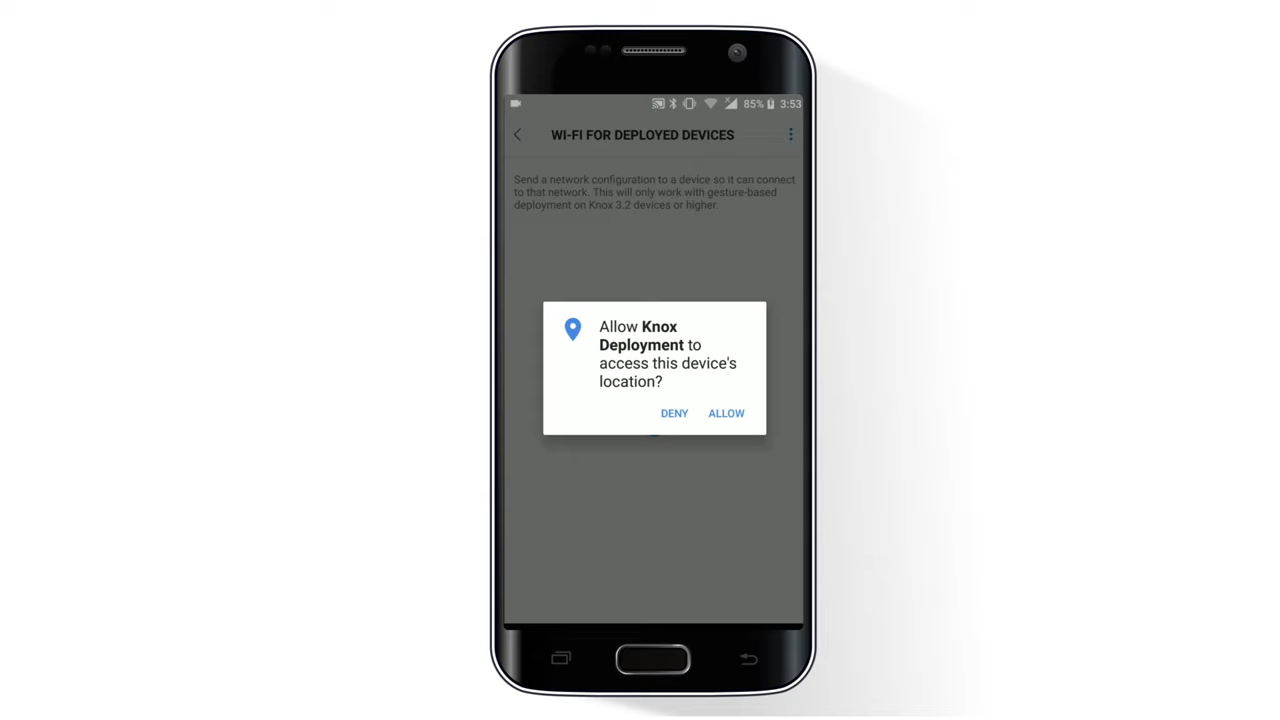 85% 3:53
WI-FI FOR DEPLOYED DEVICES
Send a network configuration to a device so it can connect
to that network. This will only work with gesture-based
deployment on Knox 3.2 devices or higher.
Allow Knox
Deployment to
access this device's
location?
DENY ALLOW